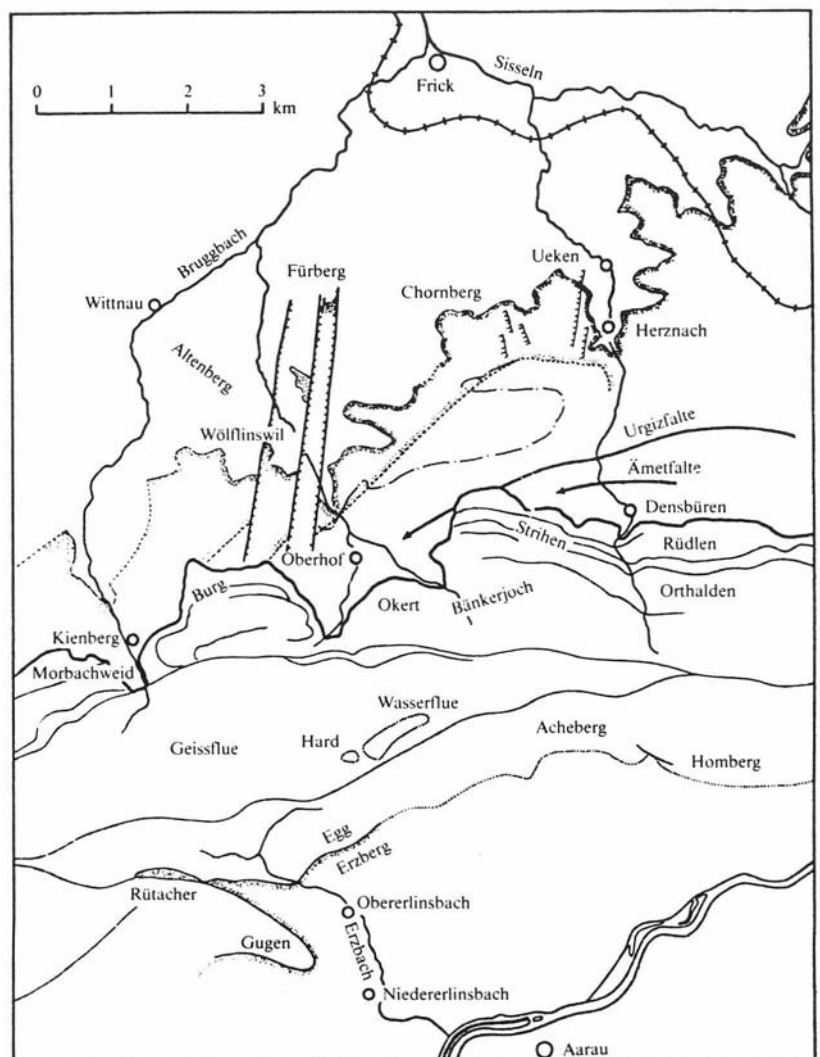 Sisseln
Frick
0 1 2 3
km
Bruggbach
Fürberg
Ueken
Wittnau
Chornberg
Herznach
Altenberg
Wölflinswil
Urgizfalte
Ämetfalte
Densbüren
Strihen
Rüdlen
Oberhof
Burg
Okert
Bänkerjoch
Orthalden
Kienberg
Morbachweid
Wasserflue
Geissflue
Hard
Acheberg
Homberg
Egg
Erzberg
Rütacher
Obererlinsbach
Erzbach
Gugen
Niedererlinsbach
Aarau